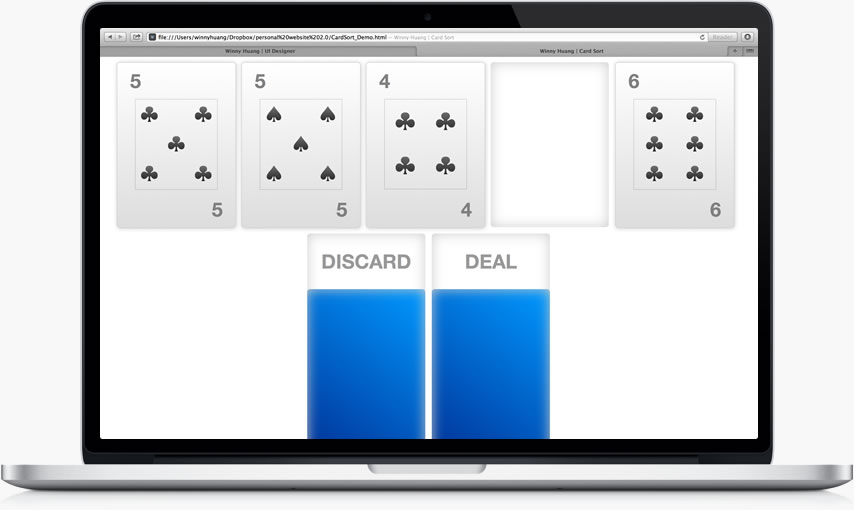 file:///Users/winnyhuang/Dropbox/personal%20website%202.0/CardSort_Demo.html — Winny Huang | Card Sort
Reader
Winny Huang | UI Designer
Winny Huang | Card Sort
5 5 4 6
5 5 4 6
DISCARD DEAL